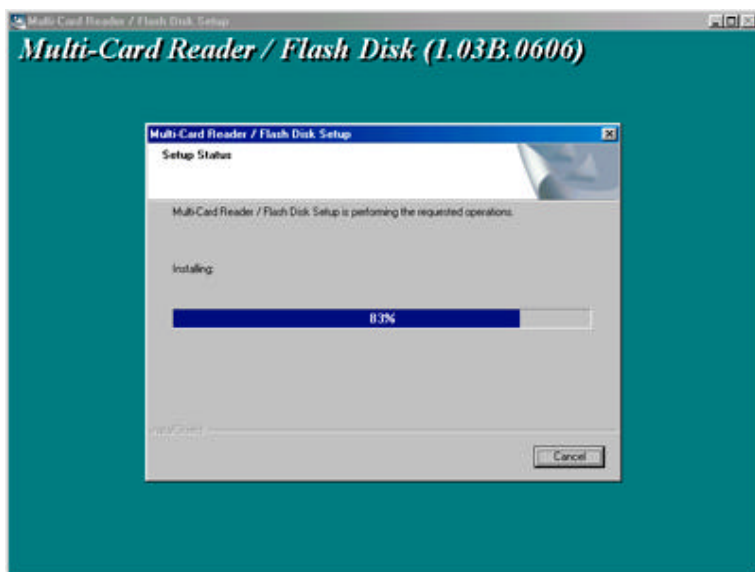 Multi-Card Reader / Flash Disk Setup
Multi-Card Reader / Flash Disk (1.03B.0606)
Multi-Card Reader / Flash Disk Setup
Setup Status
Multi-Card Reader / Flash Disk Setup is performing the requested operations.
Installing:
83%
Cancel